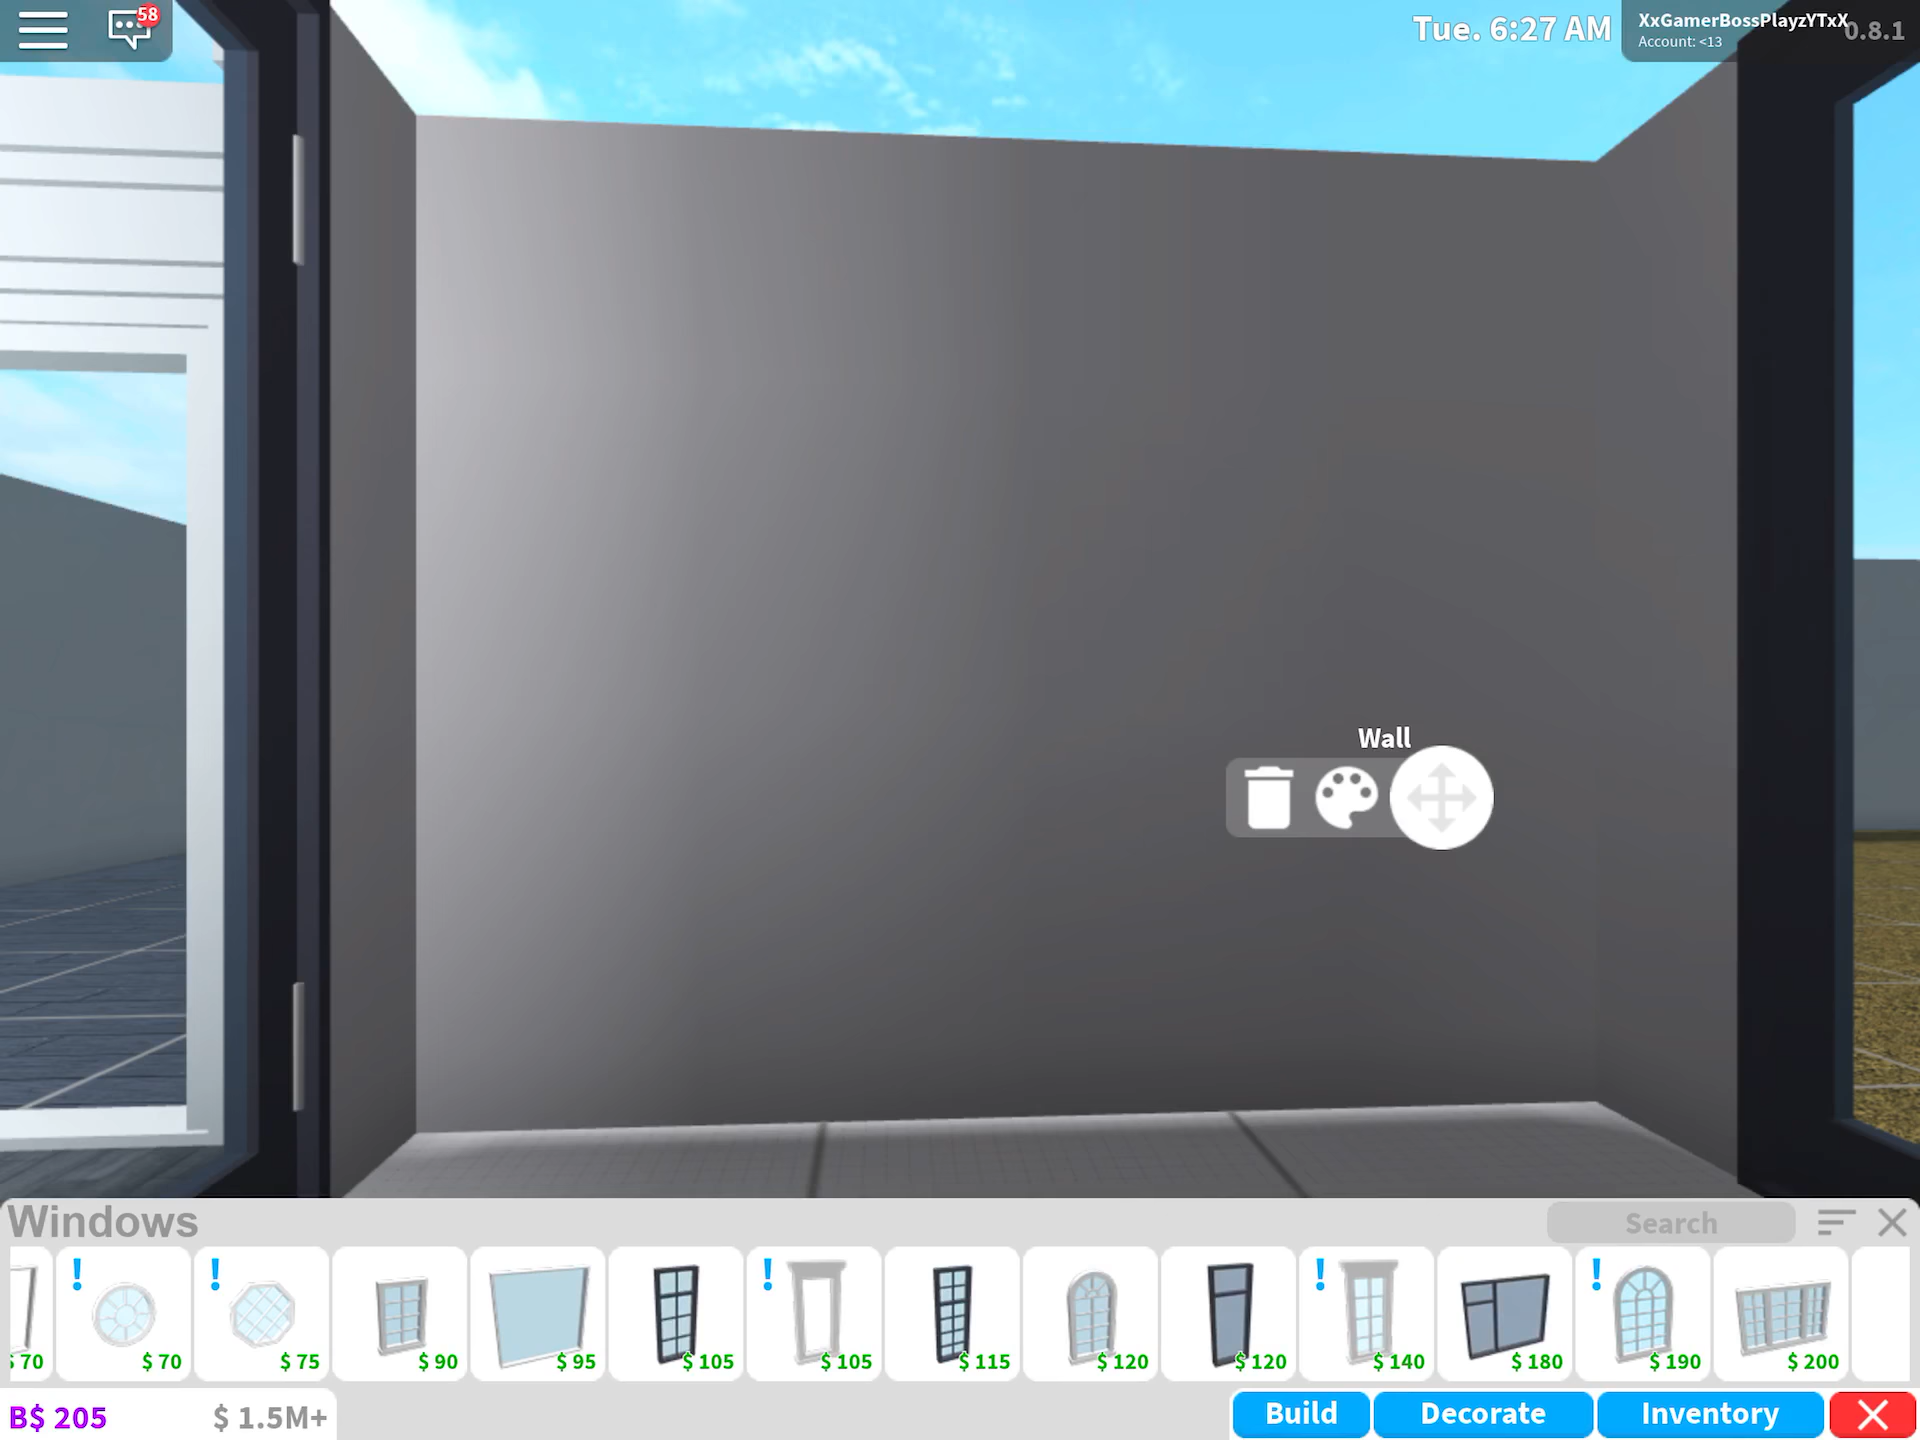 58
Tue. 6:27 AM
XxGamerBossPlayzYTxX
Account: <13
0.8.1
Wall
Windows
Search
$ 70
! $ 70
! $ 75
$ 90
$ 95
$ 105
! $ 105
$ 115
$ 120
$ 120
! $ 140
$ 180
! $ 190
$ 200
B$ 205
$ 1.5M+
Build
Decorate
Inventory